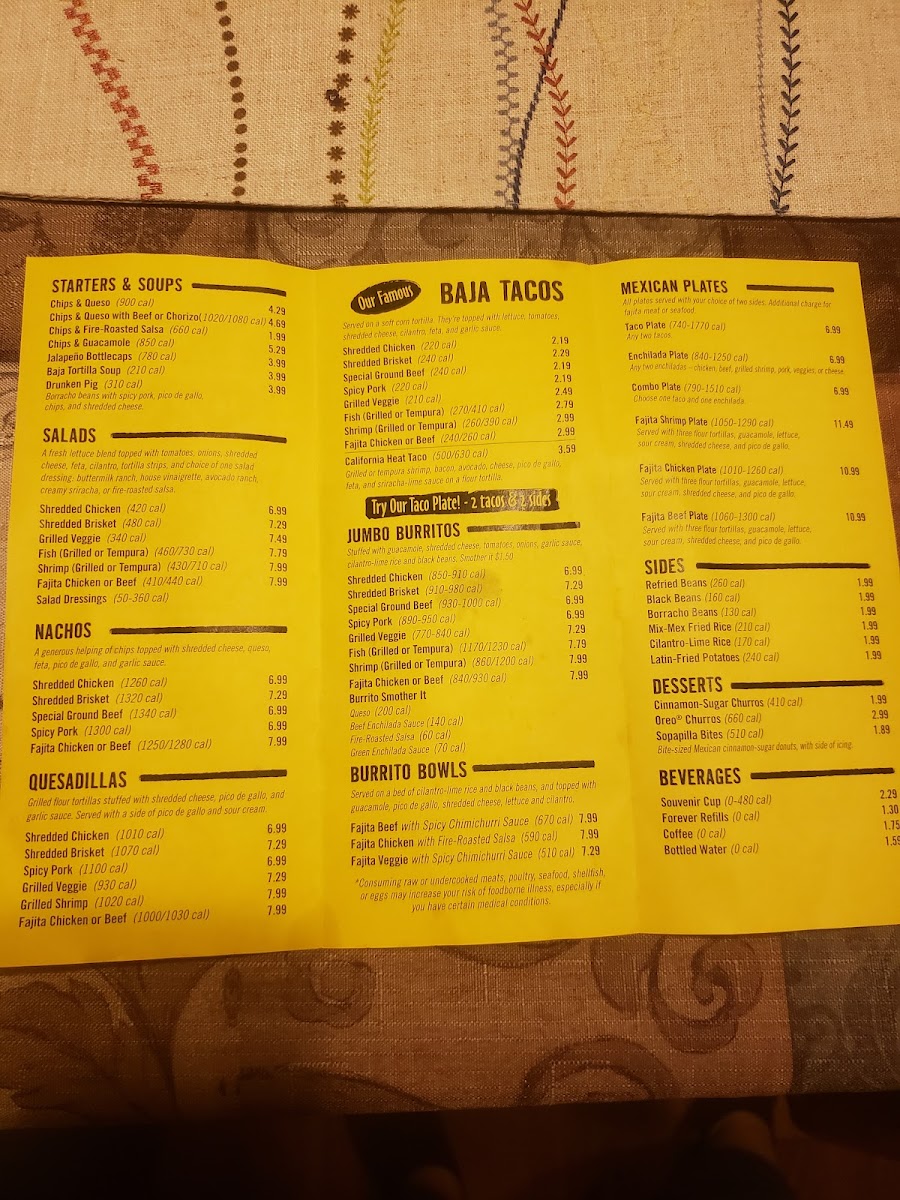 STARTERS & SOUPS
Chips & Queso (900 cal) 4.29
Chips & Queso with Beef or Chorizo (1020/1080 cal) 4.69
Chips & Fire-Roasted Salsa (660 cal) 1.99
Chips & Guacamole (850 cal) 5.29
Jalapeño Bottlecaps (780 cal) 3.99
Baja Tortilla Soup (210 cal) 3.99
Drunken Pig (310 cal) 3.99
Borracho beans with spicy pork, pico de gallo,
chips, and shredded cheese.
SALADS
A fresh lettuce blend topped with tomatoes, onions, shredded
cheese, feta, cilantro, tortilla strips, and choice of one salad
dressing: buttermilk ranch, house vinaigrette, avocado ranch,
creamy sriracha, or fire-roasted salsa.
Shredded Chicken (420 cal) 6.99
Shredded Brisket (480 cal) 7.29
Grilled Veggie (340 cal) 7.49
Fish (Grilled or Tempura) (460/730 cal) 7.79
Shrimp (Grilled or Tempura) (430/710 cal) 7.99
Fajita Chicken or Beef (410/440 cal) 7.99
Salad Dressings (50-360 cal)
NACHOS
A generous helping of chips topped with shredded cheese, queso,
feta, pico de gallo, and garlic sauce.
Shredded Chicken (1260 cal) 6.99
Shredded Brisket (1320 cal) 7.29
Special Ground Beef (1340 cal) 6.99
Spicy Pork (1300 cal) 6.99
Fajita Chicken or Beef (1250/1280 cal) 7.99
QUESADILLAS
Grilled flour tortillas stuffed with shredded cheese, pico de gallo, and
garlic sauce. Served with a side of pico de gallo and sour cream.
Shredded Chicken (1010 cal) 6.99
Shredded Brisket (1070 cal) 7.29
Spicy Pork (1100 cal) 6.99
Grilled Veggie (930 cal) 7.29
Grilled Shrimp (1020 cal) 7.99
Fajita Chicken or Beef (1000/1030 cal) 7.99
Our Famous BAJA TACOS
Served on a soft corn tortilla. They're topped with lettuce, tomatoes,
shredded cheese, cilantro, feta, and garlic sauce.
Shredded Chicken (220 cal) 2.19
Shredded Brisket (240 cal) 2.29
Special Ground Beef (240 cal) 2.19
Spicy Pork (220 cal) 2.19
Grilled Veggie (210 cal) 2.49
Fish (Grilled or Tempura) (270/410 cal) 2.79
Shrimp (Grilled or Tempura) (260/390 cal) 2.99
Fajita Chicken or Beef (240/260 cal) 2.99
California Heat Taco (500/630 cal) 3.59
Grilled or tempura shrimp, bacon, avocado, cheese, pico de gallo,
feta, and sriracha-lime sauce on a flour tortilla.
Try Our Taco Plate! - 2 tacos & 2 sides
JUMBO BURRITOS
Stuffed with guacamole, shredded cheese, tomatoes, onions, garlic sauce,
cilantro-lime rice and black beans. Smother it $1.50.
Shredded Chicken (850-910 cal) 6.99
Shredded Brisket (910-980 cal) 7.29
Special Ground Beef (930-1000 cal) 6.99
Spicy Pork (890-950 cal) 6.99
Grilled Veggie (770-840 cal) 7.29
Fish (Grilled or Tempura) (1170/1230 cal) 7.79
Shrimp (Grilled or Tempura) (860/1200 cal) 7.99
Fajita Chicken or Beef (840/930 cal) 7.99
Burrito Smother It
Queso (200 cal)
Beef Enchilada Sauce (140 cal)
Fire-Roasted Salsa (60 cal)
Green Enchilada Sauce (70 cal)
BURRITO BOWLS
Served on a bed of cilantro-lime rice and black beans, and topped with
guacamole, pico de gallo, shredded cheese, lettuce and cilantro.
Fajita Beef with Spicy Chimichurri Sauce (670 cal) 7.99
Fajita Chicken with Fire-Roasted Salsa (590 cal) 7.99
Fajita Veggie with Spicy Chimichurri Sauce (510 cal) 7.29
*Consuming raw or undercooked meats, poultry, seafood, shellfish,
or eggs may increase your risk of foodborne illness, especially if
you have certain medical conditions.
MEXICAN PLATES
All plates served with your choice of two sides. Additional charge for
fajita meat or seafood.
Taco Plate (740-1770 cal) 6.99
Any two tacos.
Enchilada Plate (840-1250 cal) 6.99
Any two enchiladas - chicken, beef, grilled shrimp, pork, veggies, or cheese.
Combo Plate (790-1510 cal) 6.99
Choose one taco and one enchilada.
Fajita Shrimp Plate (1050-1290 cal) 11.49
Served with three flour tortillas, guacamole, lettuce,
sour cream, shredded cheese, and pico de gallo.
Fajita Chicken Plate (1010-1260 cal) 10.99
Served with three flour tortillas, guacamole, lettuce,
sour cream, shredded cheese, and pico de gallo.
Fajita Beef Plate (1060-1300 cal) 10.99
Served with three flour tortillas, guacamole, lettuce,
sour cream, shredded cheese, and pico de gallo.
SIDES
Refried Beans (260 cal) 1.99
Black Beans (160 cal) 1.99
Borracho Beans (130 cal) 1.99
Mix-Mex Fried Rice (210 cal) 1.99
Cilantro-Lime Rice (170 cal) 1.99
Latin-Fried Potatoes (240 cal) 1.99
DESSERTS
Cinnamon-Sugar Churros (410 cal) 1.99
Oreo® Churros (660 cal) 2.99
Sopapilla Bites (510 cal) 1.89
Bite-sized Mexican cinnamon-sugar donuts, with side of icing.
BEVERAGES
Souvenir Cup (0-480 cal) 2.29
Forever Refills (0 cal) 1.30
Coffee (0 cal) 1.75
Bottled Water (0 cal) 1.59